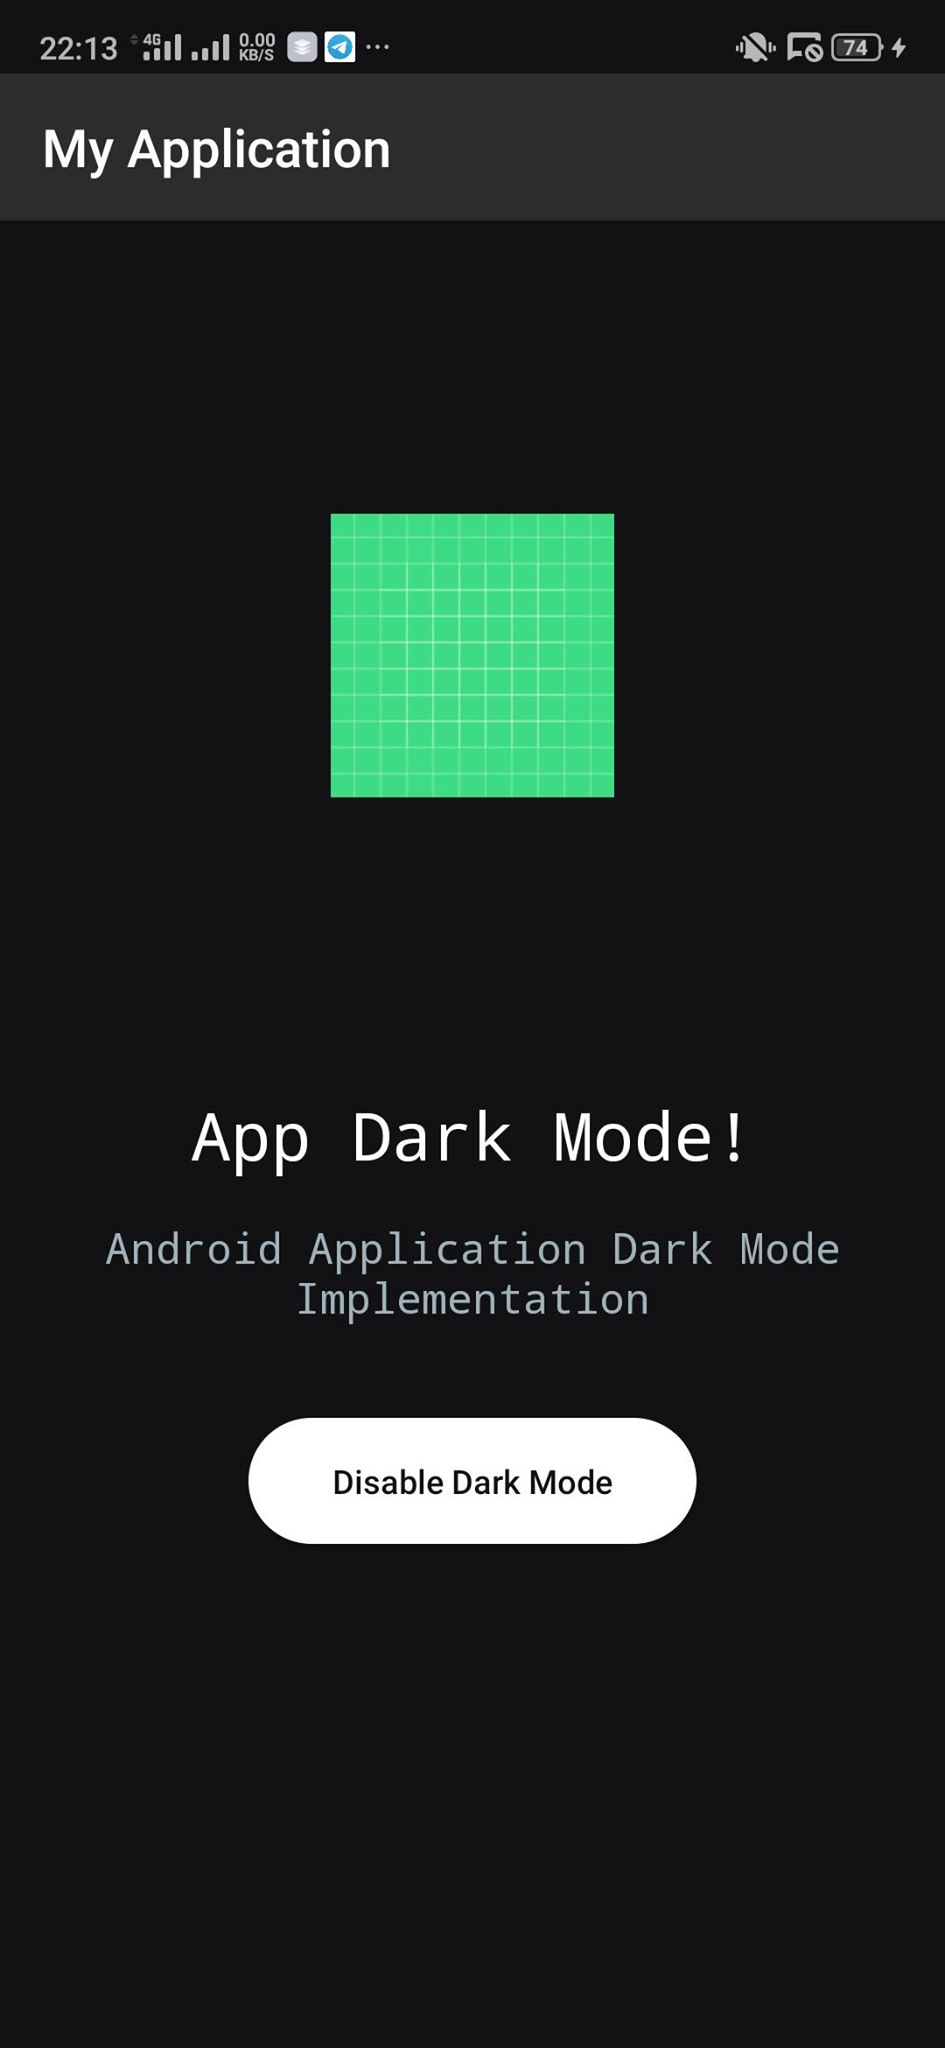 22:13 4G 0.00 KB/S 74
My Application
App Dark Mode!
Android Application Dark Mode
Implementation
Disable Dark Mode